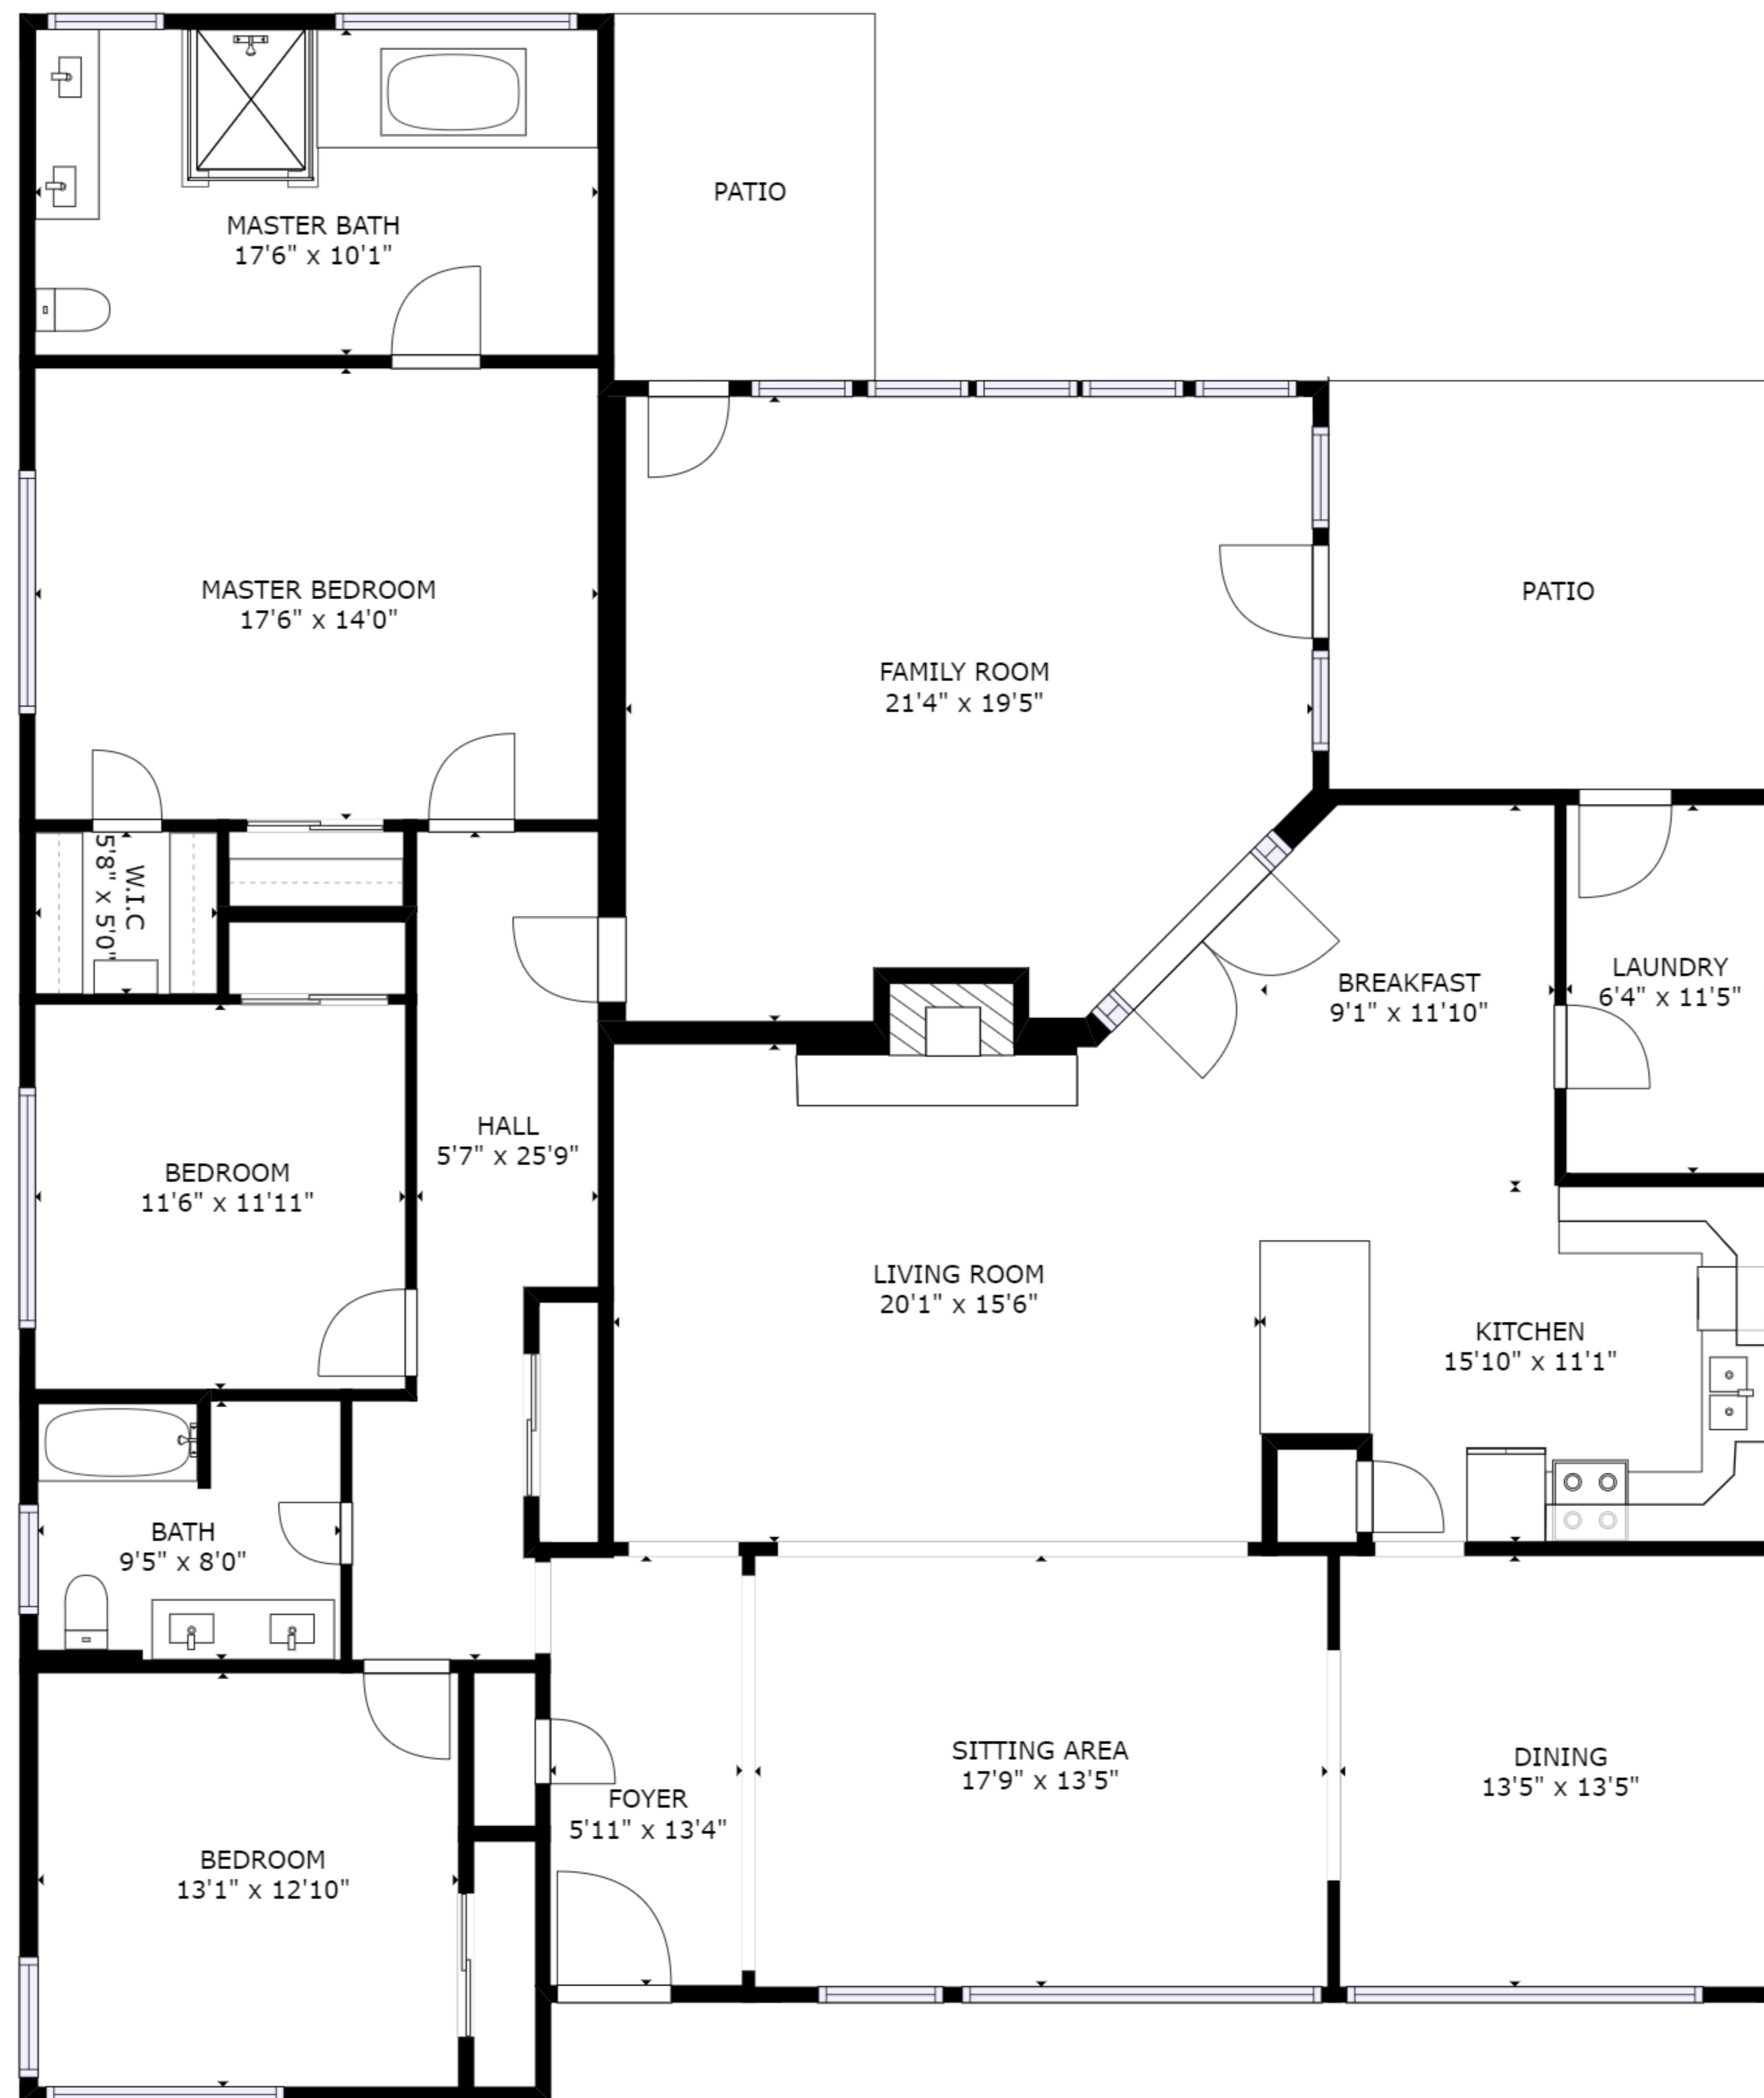 PATIO
MASTER BATH
17'6" x 10'1"
MASTER BEDROOM
17'6" x 14'0"
PATIO
FAMILY ROOM
21'4" x 19'5"
W.I.C
5'8" x 5'0"
BREAKFAST
9'1" x 11'10"
LAUNDRY
6'4" x 11'5"
HALL
5'7" x 25'9"
BEDROOM
11'6" x 11'11"
LIVING ROOM
20'1" x 15'6"
KITCHEN
15'10" x 11'1"
BATH
9'5" x 8'0"
SITTING AREA
17'9" x 13'5"
DINING
13'5" x 13'5"
FOYER
5'11" x 13'4"
BEDROOM
13'1" x 12'10"